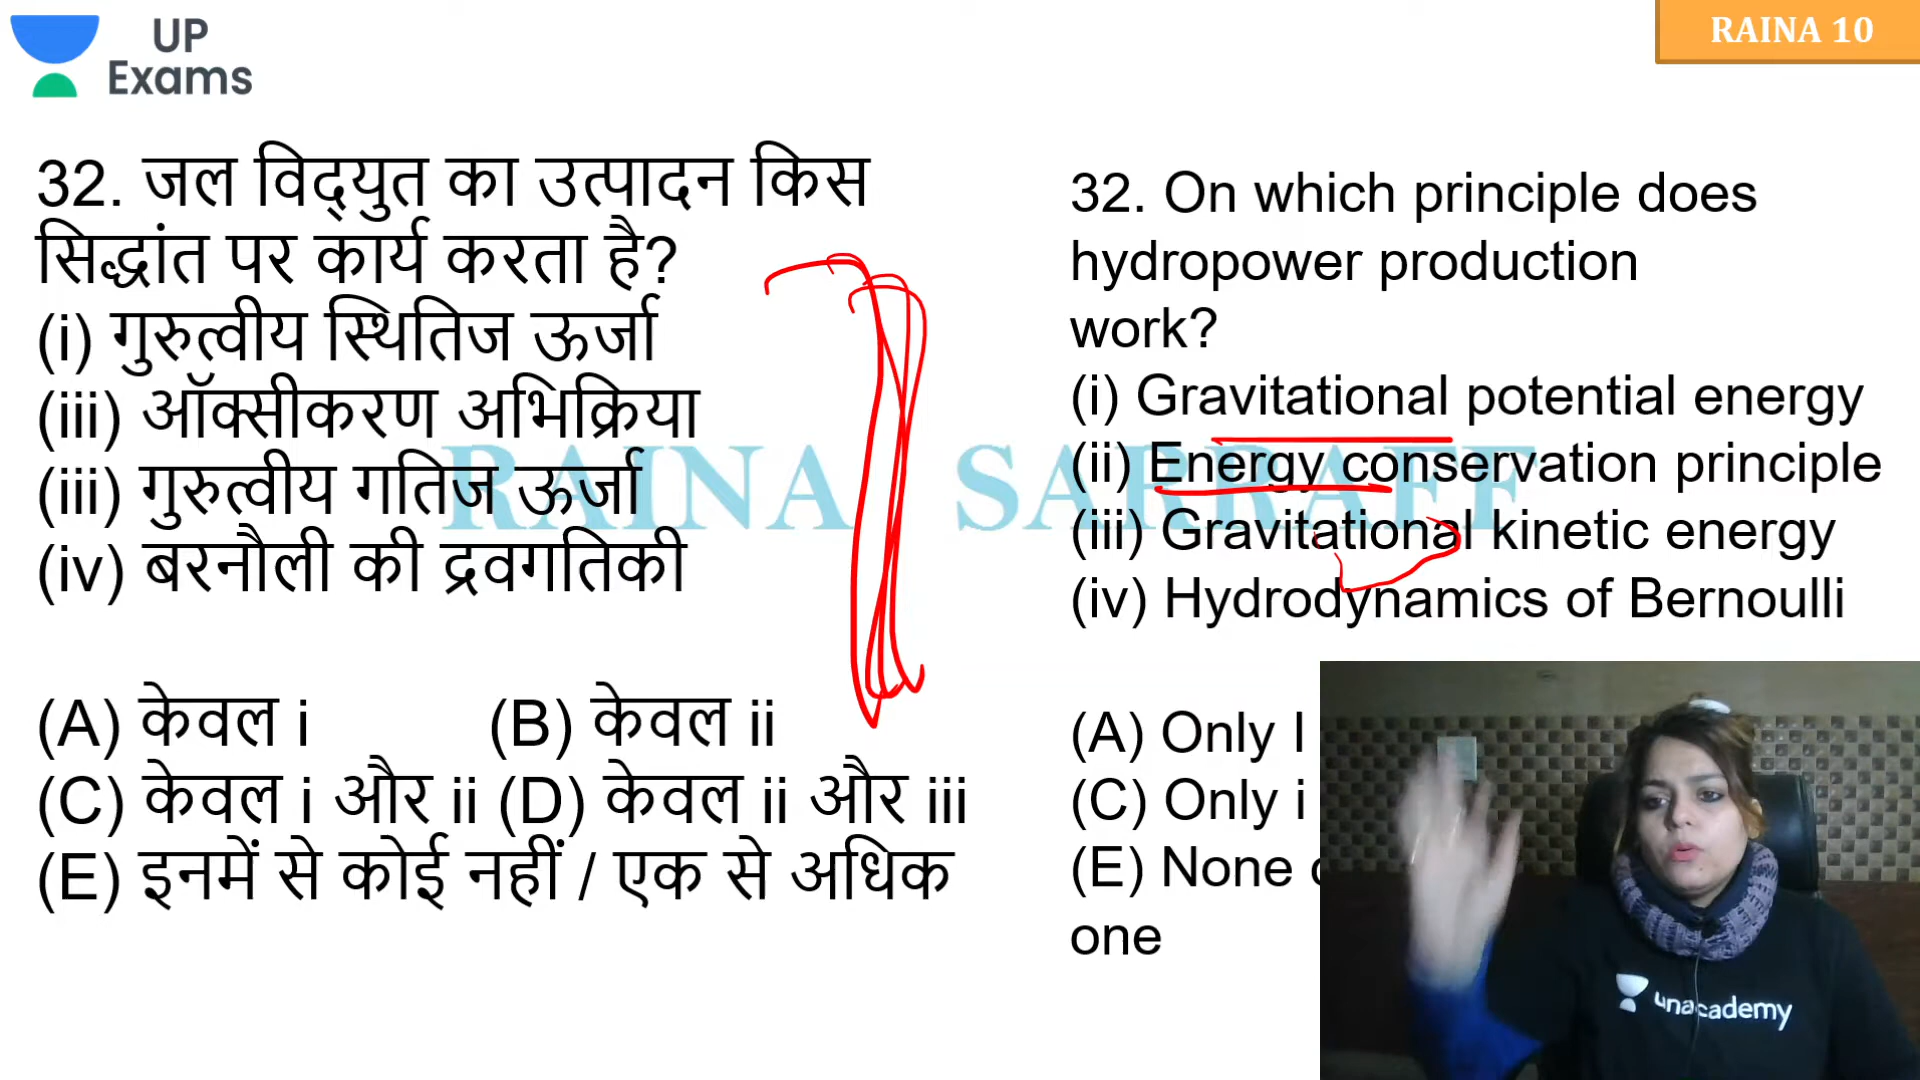 UP
Exams
RAINA 10
32. जल विद्युत का उत्पादन किस
सिद्धांत पर कार्य करता है?
(i) गुरुत्वीय स्थितिज ऊर्जा
(iii) ऑक्सीकरण अभिक्रिया
(iii) गुरुत्वीय गतिज ऊर्जा
(iv) बरनौली की द्रवगतिकी
(A) केवल i (B) केवल ii
(C) केवल i और ii (D) केवल ii और iii
(E) इनमें से कोई नहीं / एक से अधिक
32. On which principle does
hydropower production
work?
(i) Gravitational potential energy
(ii) Energy conservation principle
(iii) Gravitational kinetic energy
(iv) Hydrodynamics of Bernoulli
(A) Only I
(C) Only i
(E) None
one
RAINA SARRAFF
unacademy